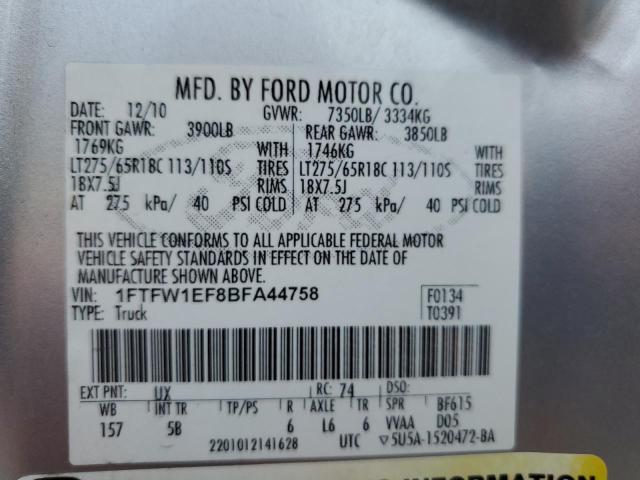 MFD. BY FORD MOTOR CO.
DATE: 12/10 GVWR: 7350LB/ 3334KG
FRONT GAWR: 3900LB REAR GAWR: 3850LB
1769KG WITH 1746KG WITH
LT275/65R18C 113/110S TIRES LT275/65R18C 113/110S TIRES
18X7.5J RIMS 18X7.5J RIMS
AT 275 kPa/ 40 PSI COLD AT 275 kPa/ 40 PSI COLD
THIS VEHICLE CONFORMS TO ALL APPLICABLE FEDERAL MOTOR
VEHICLE SAFETY STANDARDS IN EFFECT ON THE DATE OF
MANUFACTURE SHOWN ABOVE.
VIN: 1FTFW1EF8BFA44758 F0134
TYPE: Truck T0391
EXT PNT: UX RC: 74 DSO:
WB INT TR TP/PS R AXLE TR SPR BF615
157 5B 6 L6 6 VVAA D05
2201012141628 UTC ▽5U5A-1520472-BA
INFORMATION